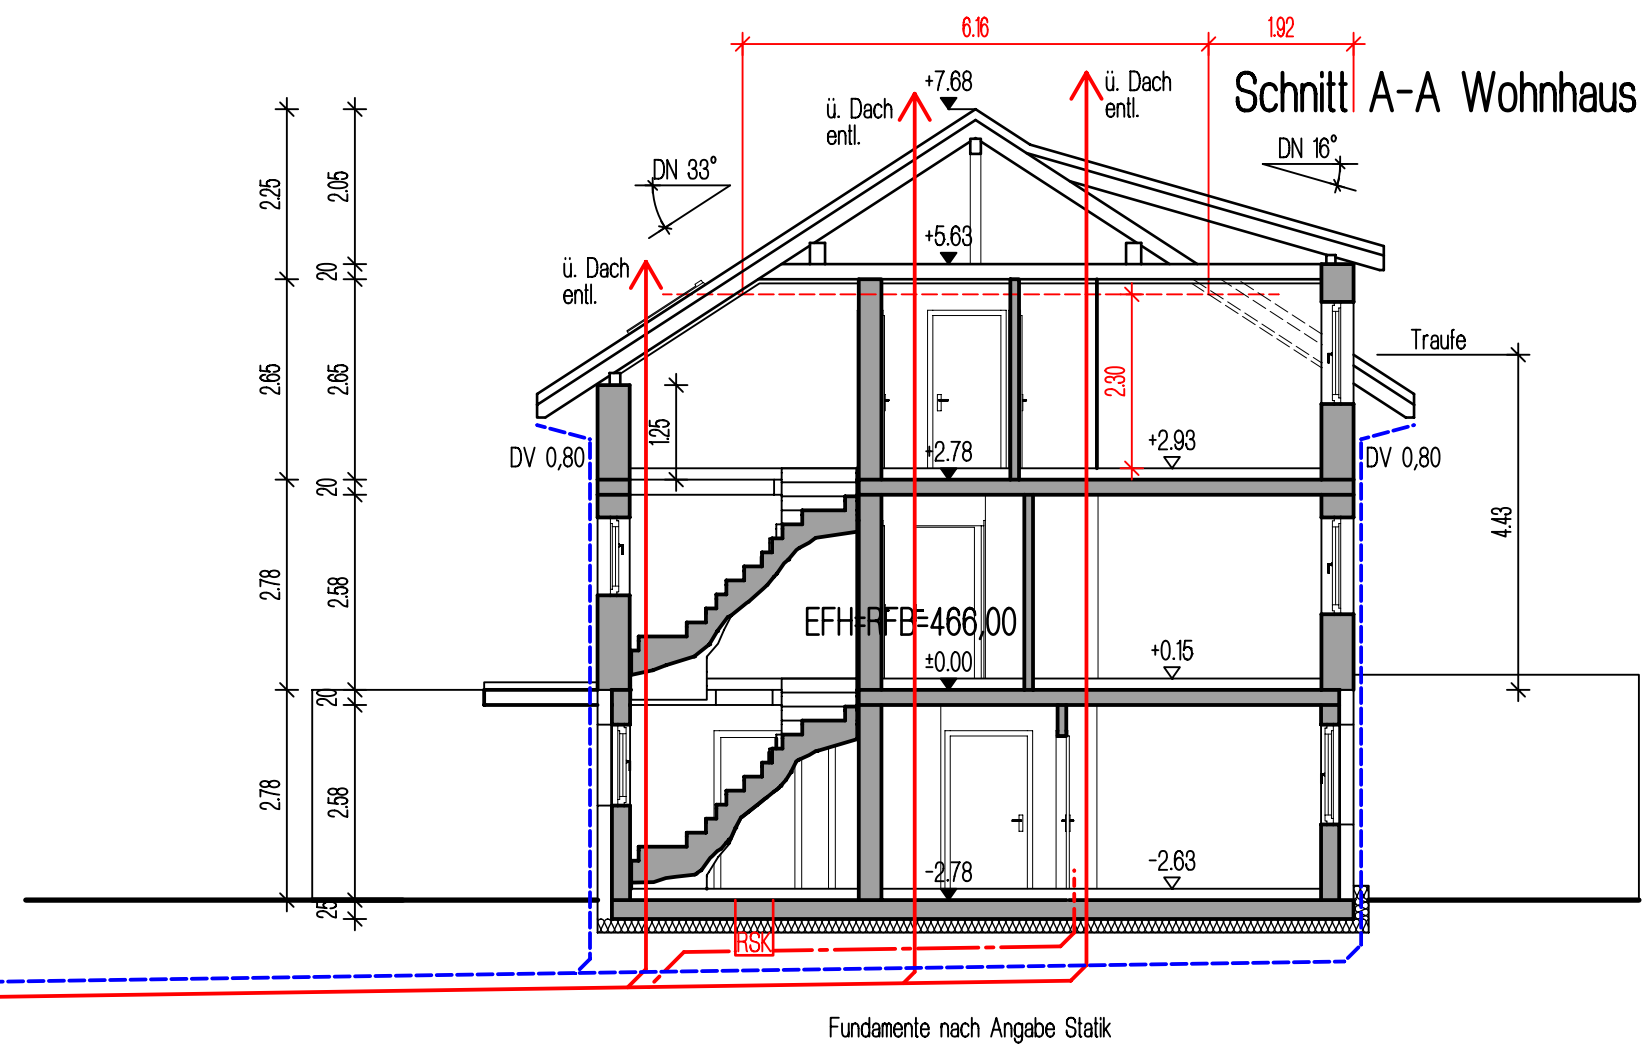 6.16
1.92
Schnitt A-A Wohnhaus
+7.68
ü. Dach
entl.
ü. Dach
entl.
DN 33°
DN 16°
2.25
2.05
+5.63
ü. Dach
entl.
20
Traufe
2.65
2.65
2.30
1.25
DV 0,80
+2.78
+2.93
DV 0,80
20
4.43
2.78
2.58
EFH=RFB=466,00
±0.00
+0.15
20
2.78
2.58
-2.78
-2.63
25
RSK
Fundamente nach Angabe Statik